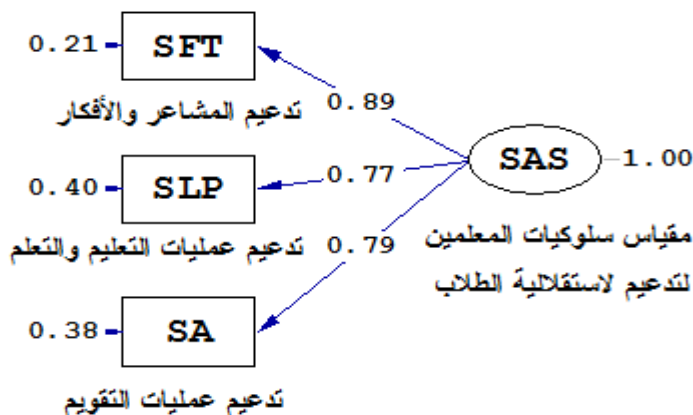 0.21
SFT
تدعيم المشاعر والأفكار
0.89
0.40
SLP
0.77
تدعيم عمليات التعليم والتعلم
0.79
0.38
SA
تدعيم عمليات التقويم
SAS
1.00
مقياس سلوكيات المعلمين
لتدعيم لاستقلالية الطلاب